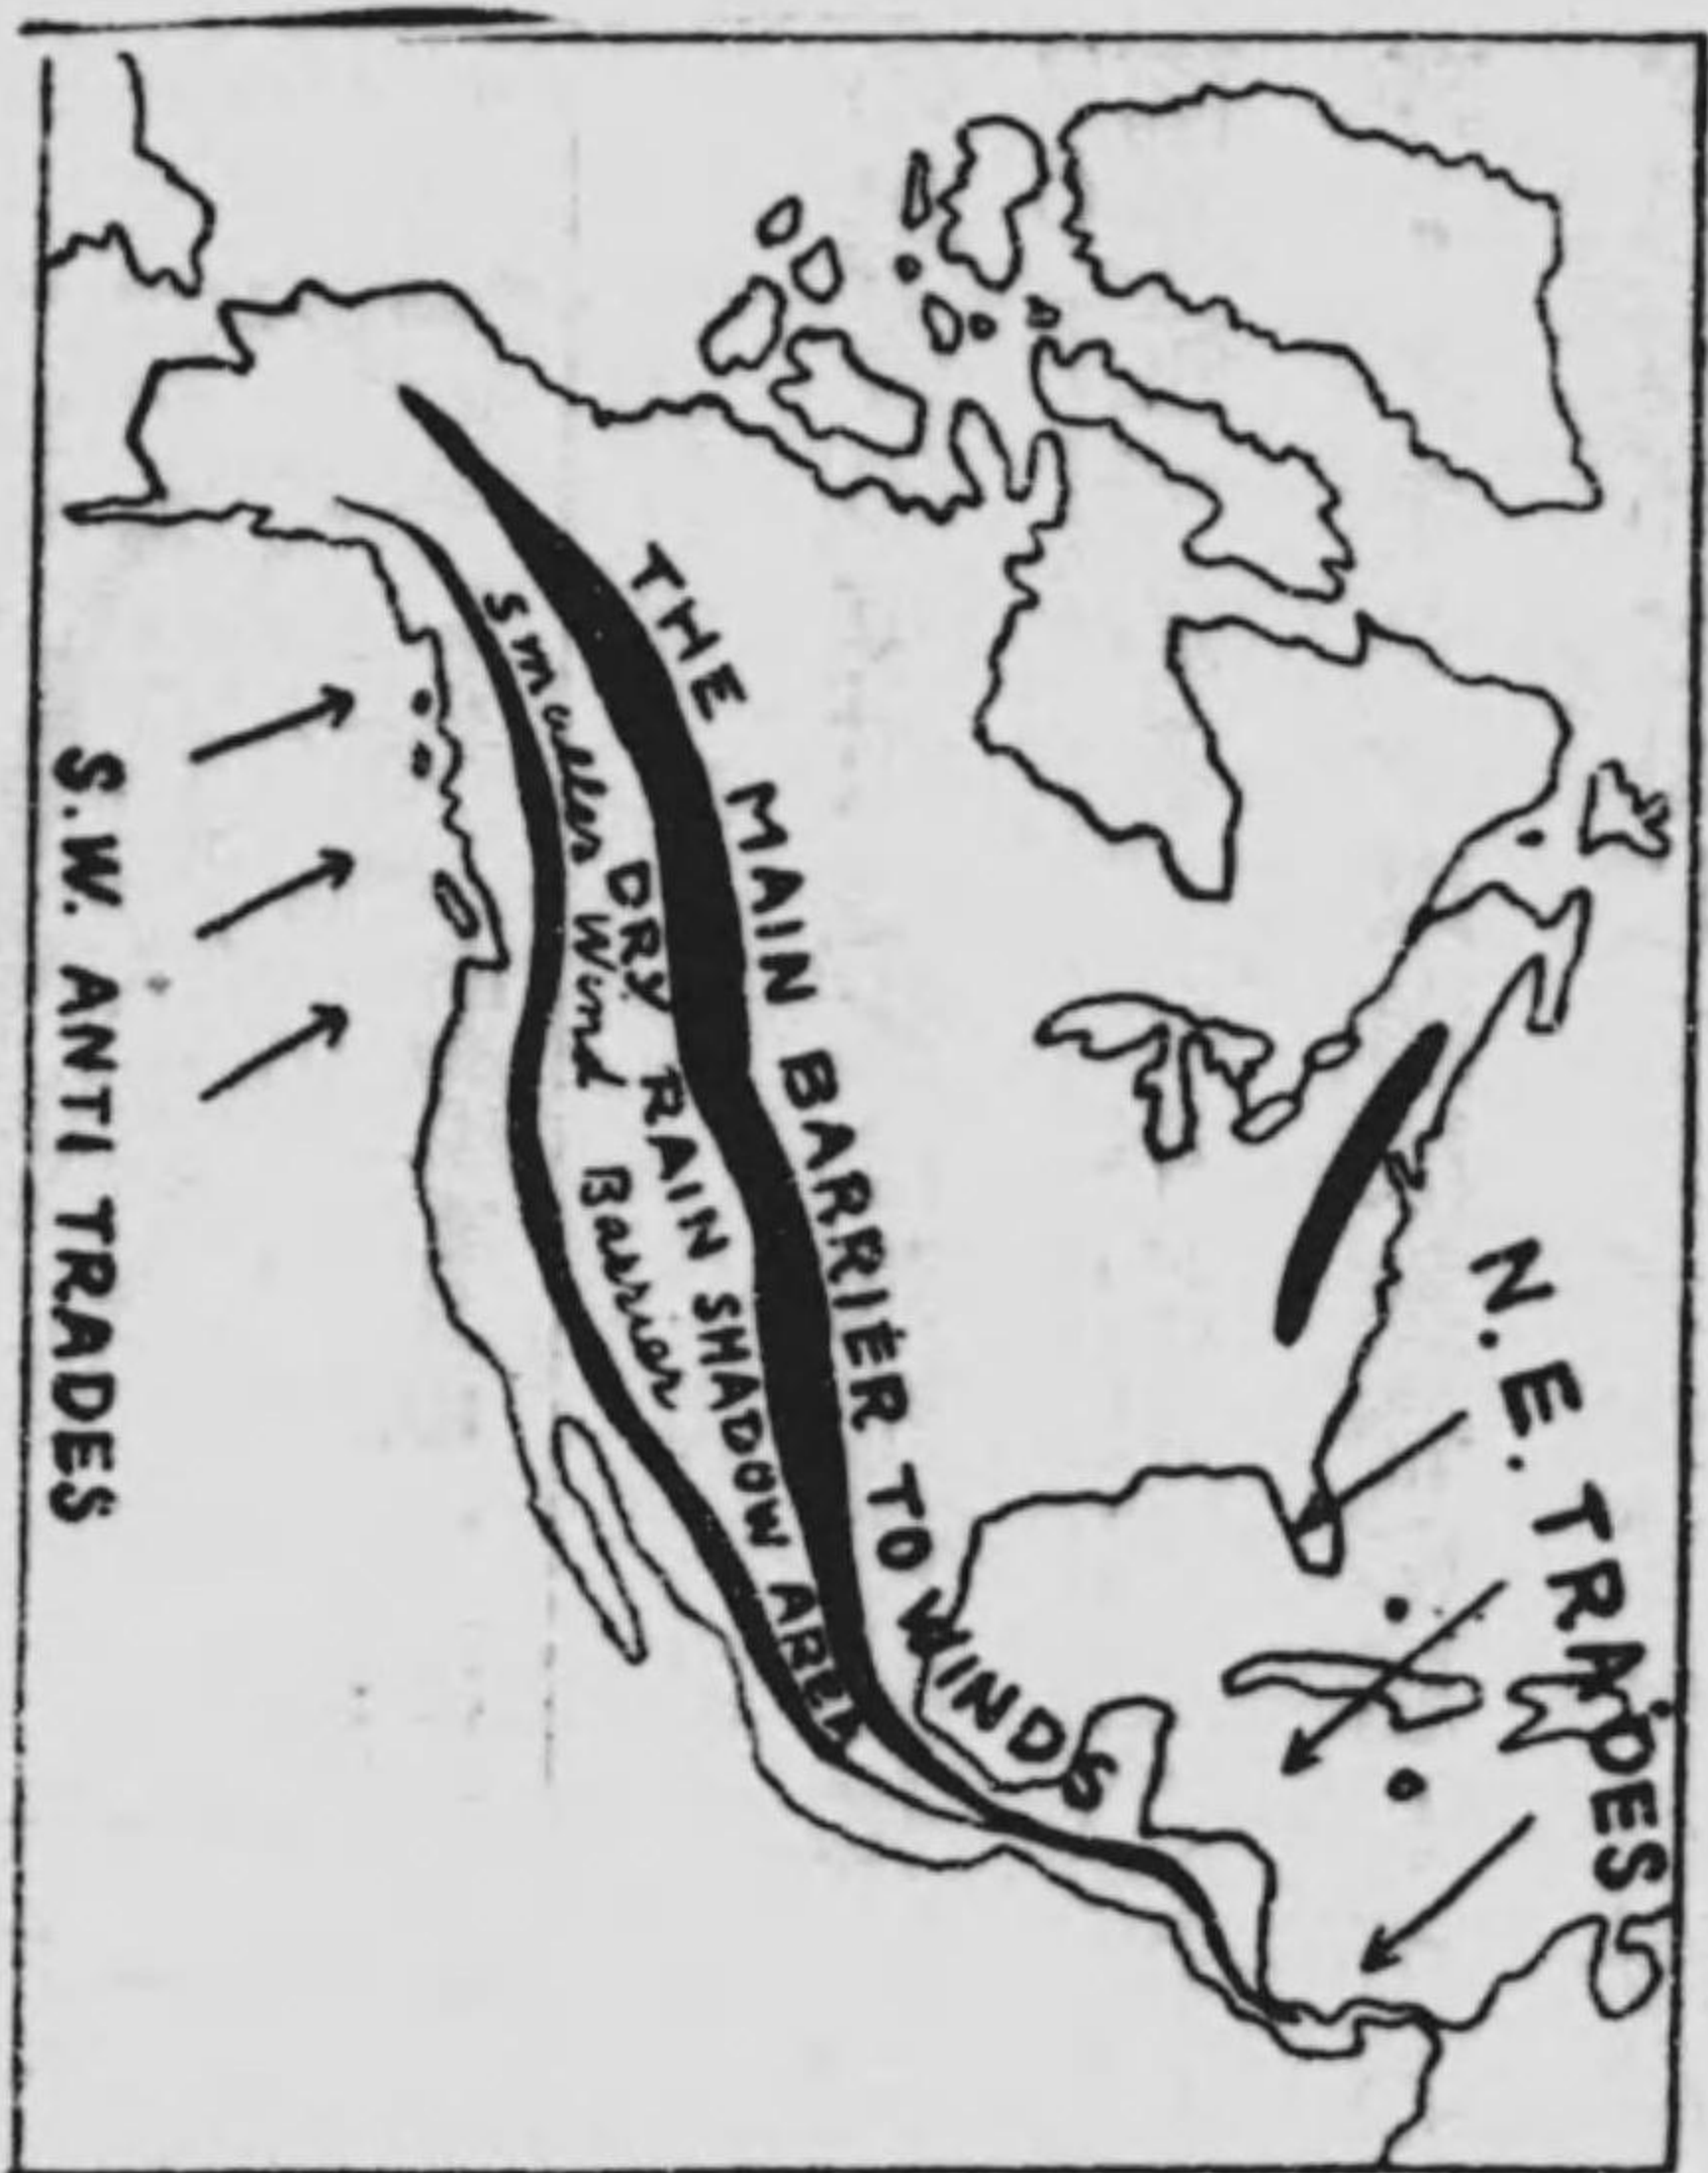 THE MAIN BARRIER TO WINDS
smaller Wind Barrier
DRY RAIN SHADOW AREA
S.W. ANTI TRADES
N.E. TRADES